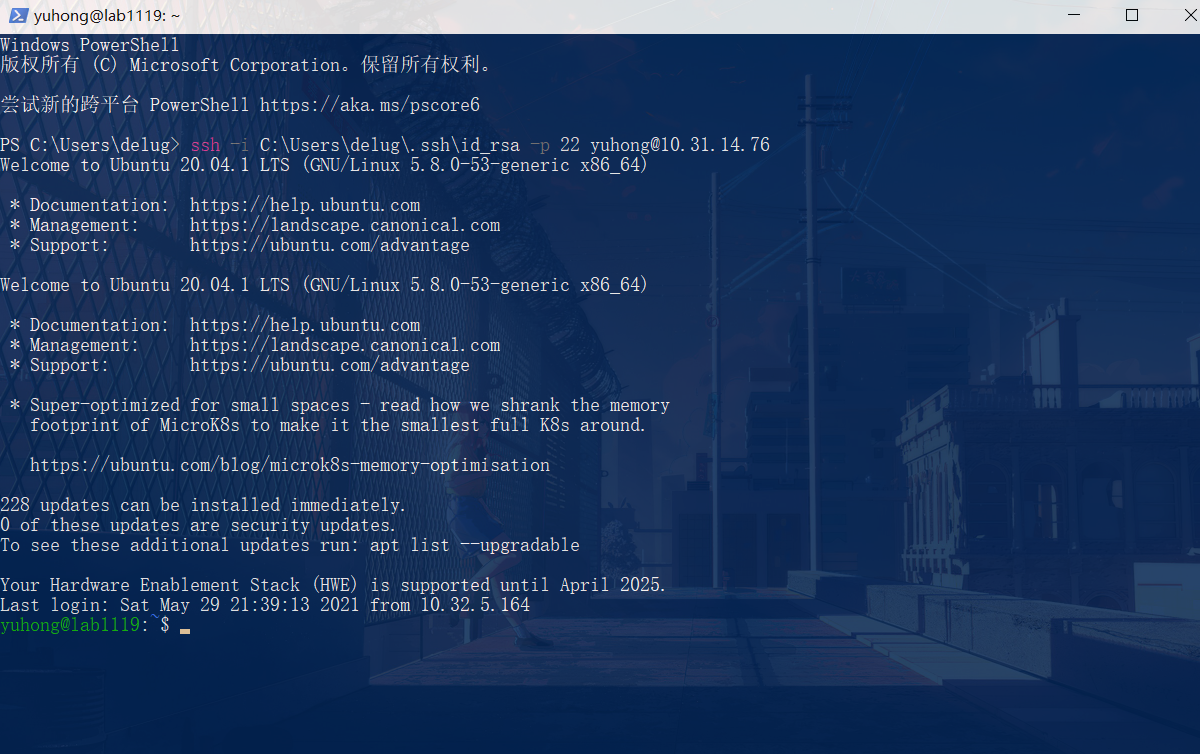 yuhong@lab1119: ~
Windows PowerShell
版权所有 (C) Microsoft Corporation。保留所有权利。
尝试新的跨平台 PowerShell https://aka.ms/pscore6
PS C:\Users\delug> ssh -i C:\Users\delug\.ssh\id_rsa -p 22 yuhong@10.31.14.76
Welcome to Ubuntu 20.04.1 LTS (GNU/Linux 5.8.0-53-generic x86_64)
* Documentation:  https://help.ubuntu.com
* Management:     https://landscape.canonical.com
* Support:        https://ubuntu.com/advantage
Welcome to Ubuntu 20.04.1 LTS (GNU/Linux 5.8.0-53-generic x86_64)
* Documentation:  https://help.ubuntu.com
* Management:     https://landscape.canonical.com
* Support:        https://ubuntu.com/advantage
* Super-optimized for small spaces - read how we shrank the memory
footprint of MicroK8s to make it the smallest full K8s around.
https://ubuntu.com/blog/microk8s-memory-optimisation
228 updates can be installed immediately.
0 of these updates are security updates.
To see these additional updates run: apt list --upgradable
Your Hardware Enablement Stack (HWE) is supported until April 2025.
Last login: Sat May 29 21:39:13 2021 from 10.32.5.164
yuhong@lab1119:~$